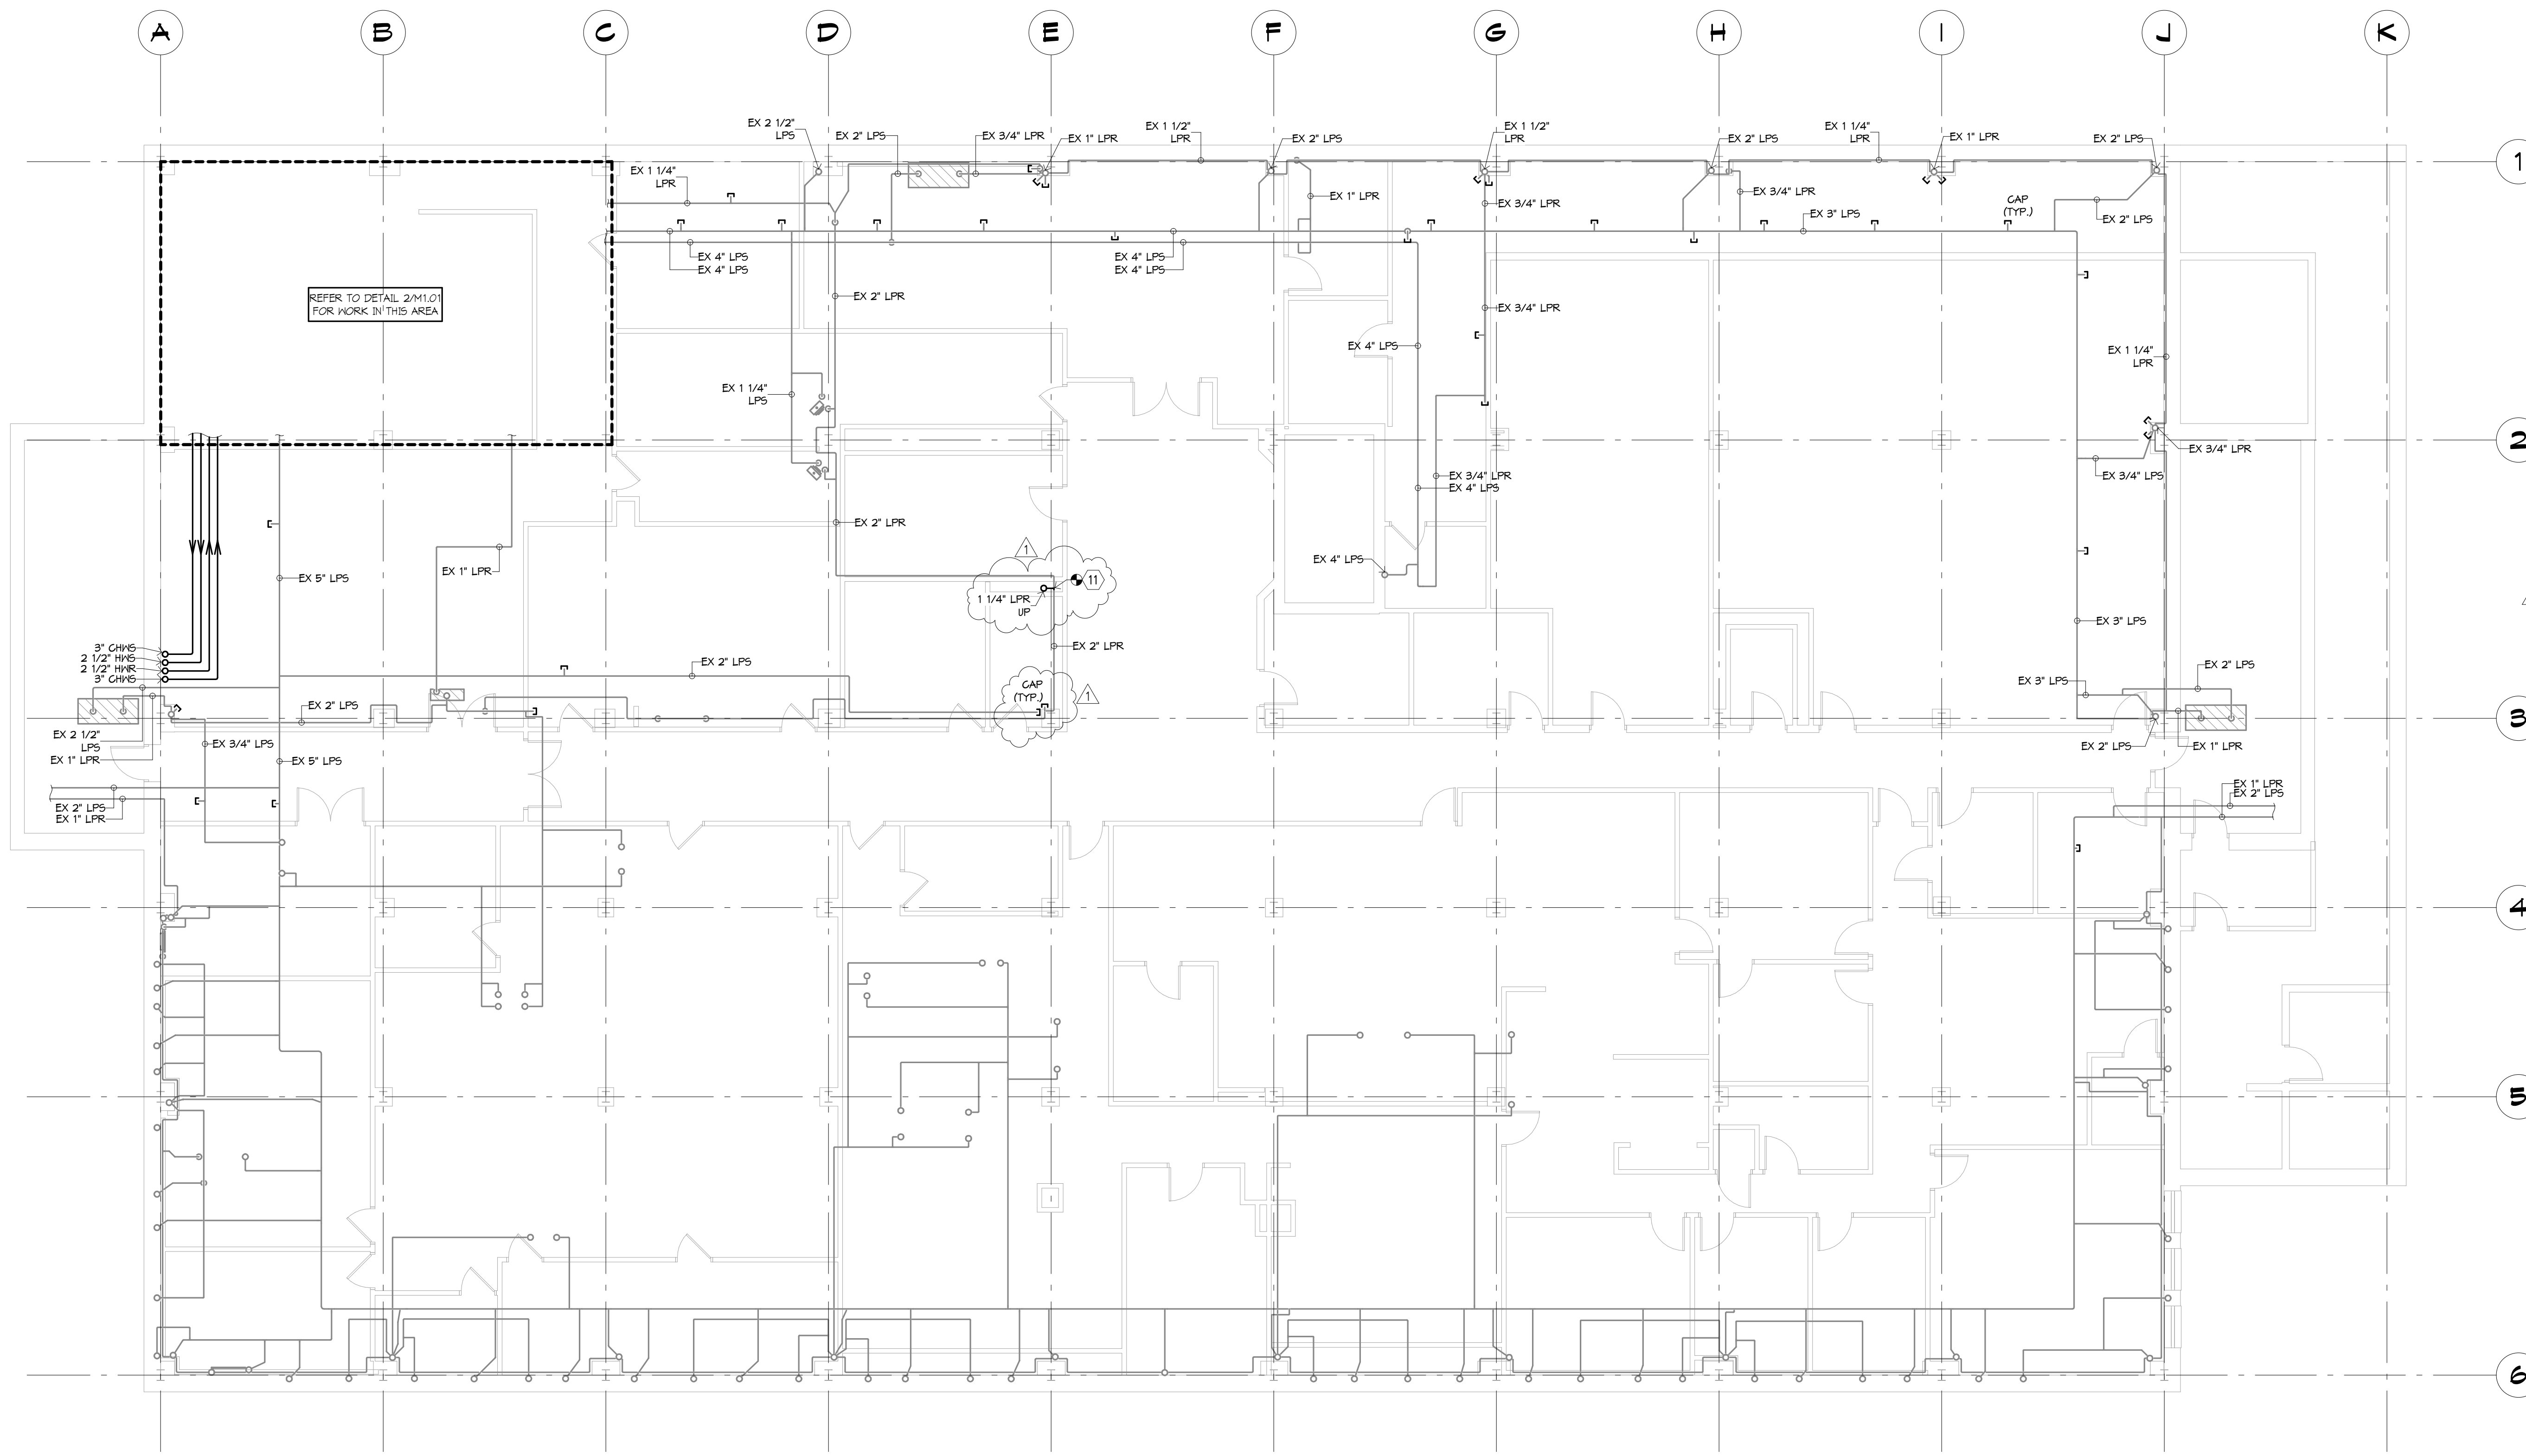 A
B
C
D
E
F
G
H
I
J
K
EX 2 1/2"
LPS
EX 2" LPS
EX 3/4" LPR
EX 1" LPR
EX 1 1/2"
LPR
EX 2" LPS
EX 1 1/2"
LPR
EX 2" LPS
EX 1 1/4"
LPR
EX 1" LPR
EX 2" LPS
1
EX 1 1/4"
LPR
EX 1" LPR
EX 3/4" LPR
EX 3/4" LPR
EX 3" LPS
CAP
(TYP.)
EX 2" LPS
EX 4" LPS
EX 4" LPS
EX 4" LPS
EX 4" LPS
REFER TO DETAIL 2/M1.01
FOR WORK IN THIS AREA
EX 2" LPR
EX 3/4" LPR
EX 4" LPS
EX 1 1/4"
LPR
EX 1 1/4"
LPS
2
EX 3/4" LPR
EX 3/4" LPR
EX 4" LPS
EX 3/4" LPS
EX 2" LPR
1
EX 4" LPS
EX 1" LPR
EX 5" LPS
11
1 1/4" LPR
UP
EX 3" LPS
3" CHWS
2 1/2" HWS
2 1/2" HWR
3" CHWS
EX 2" LPR
EX 2" LPS
EX 2" LPS
EX 3" LPS
CAP
(TYP.)
1
EX 2" LPS
3
EX 2 1/2"
LPS
EX 3/4" LPS
EX 1" LPR
EX 5" LPS
EX 2" LPS
EX 1" LPR
EX 1" LPR
EX 2" LPS
EX 2" LPS
EX 1" LPR
4
5
6